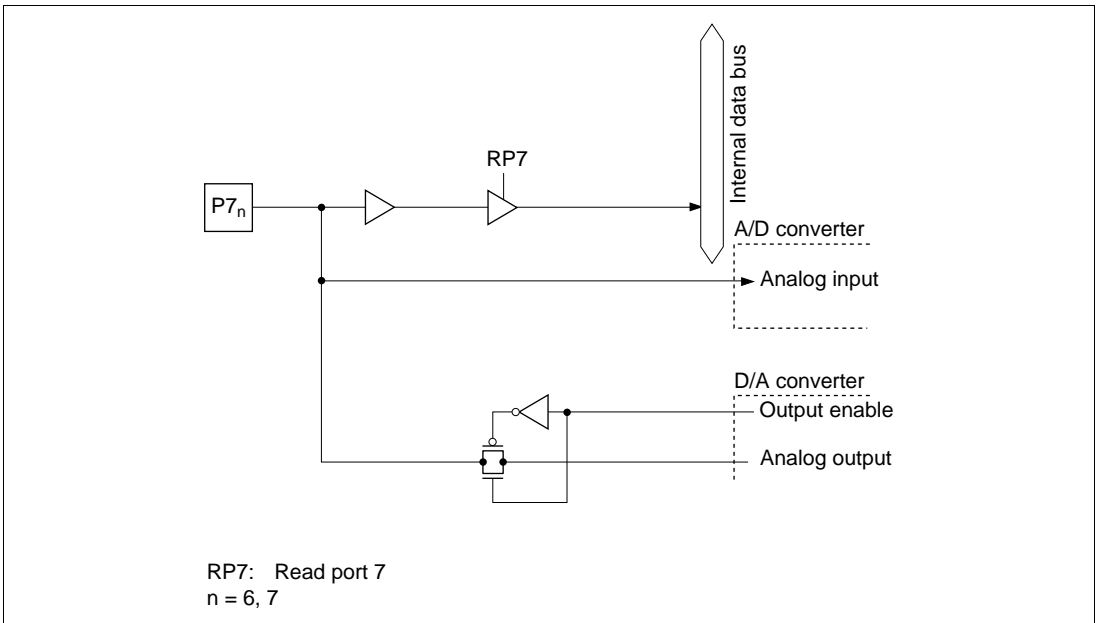 Internal data bus
RP7
P7n
A/D converter
Analog input
D/A converter
Output enable
Analog output
RP7: Read port 7
n = 6, 7